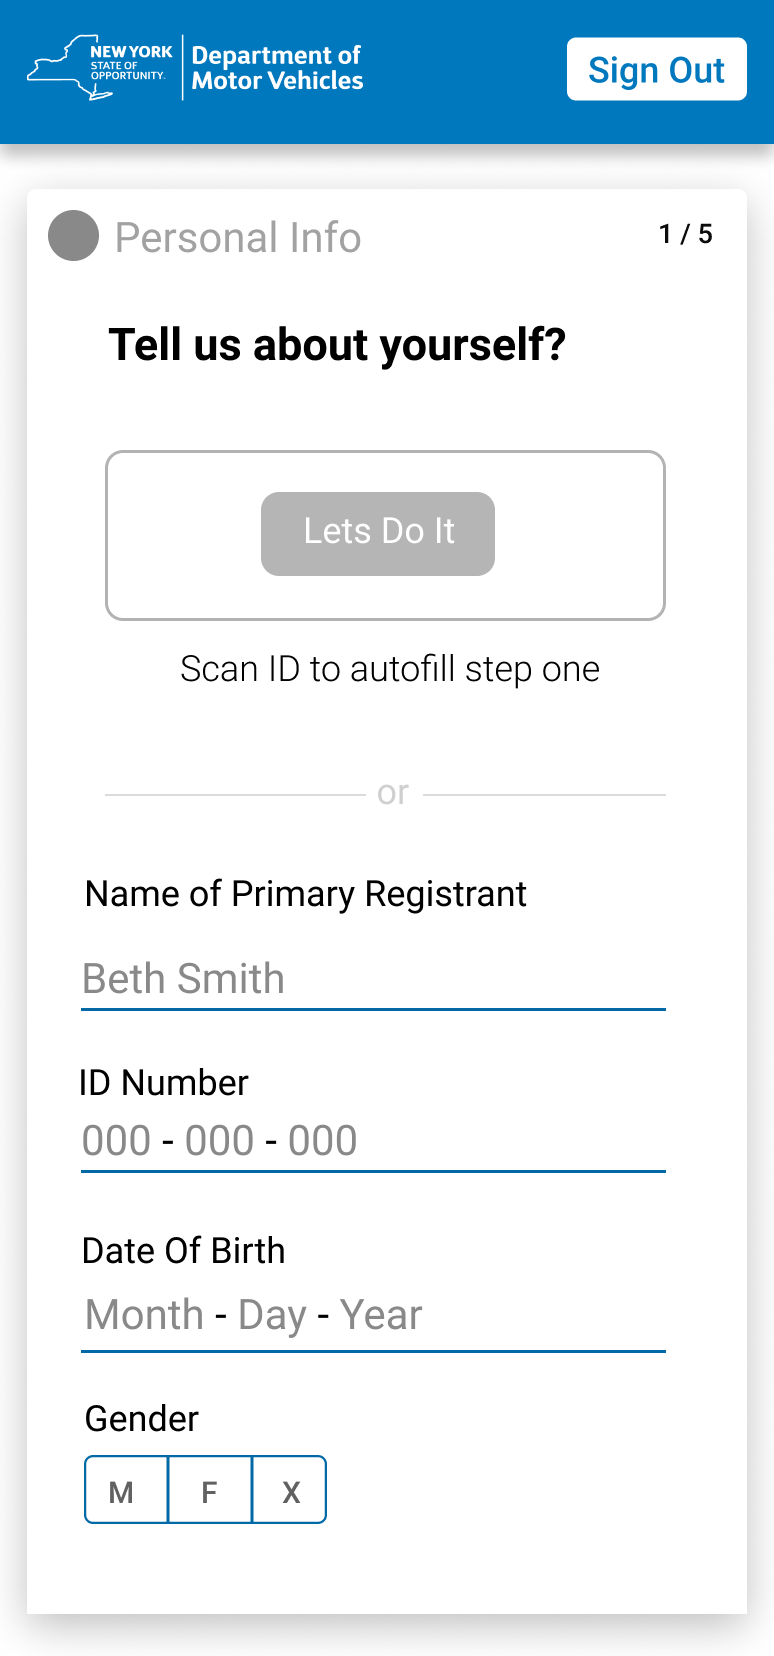 NEW YORK
STATE OF
OPPORTUNITY.
Department of
Motor Vehicles
Sign Out
Personal Info
1 / 5
Tell us about yourself?
Lets Do It
Scan ID to autofill step one
or
Name of Primary Registrant
Beth Smith
ID Number
000 - 000 - 000
Date Of Birth
Month - Day - Year
Gender
M F X